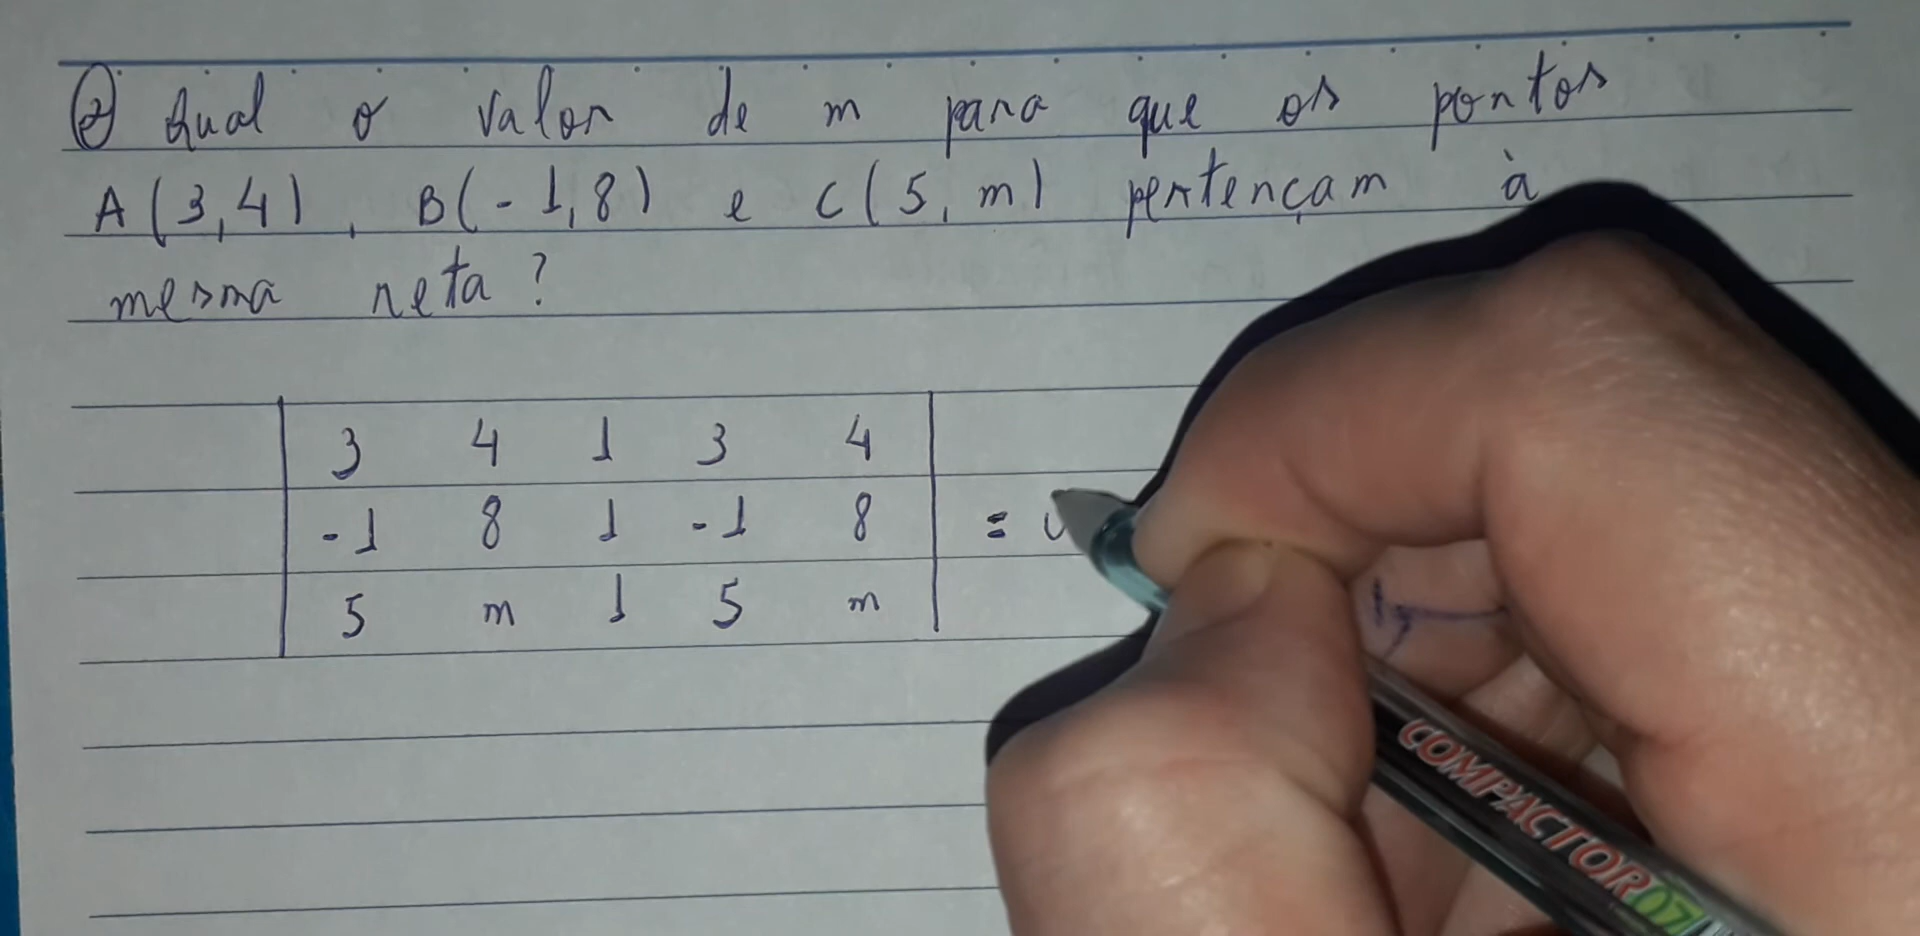 ② Qual o valor de m para que os pontos
A(3,4), B(-1,8) e C(5,m) pertençam à
mesma reta?
3 4 1 3 4
-1 8 1 -1 8 =
5 m 1 5 m
COMPACTOR 07